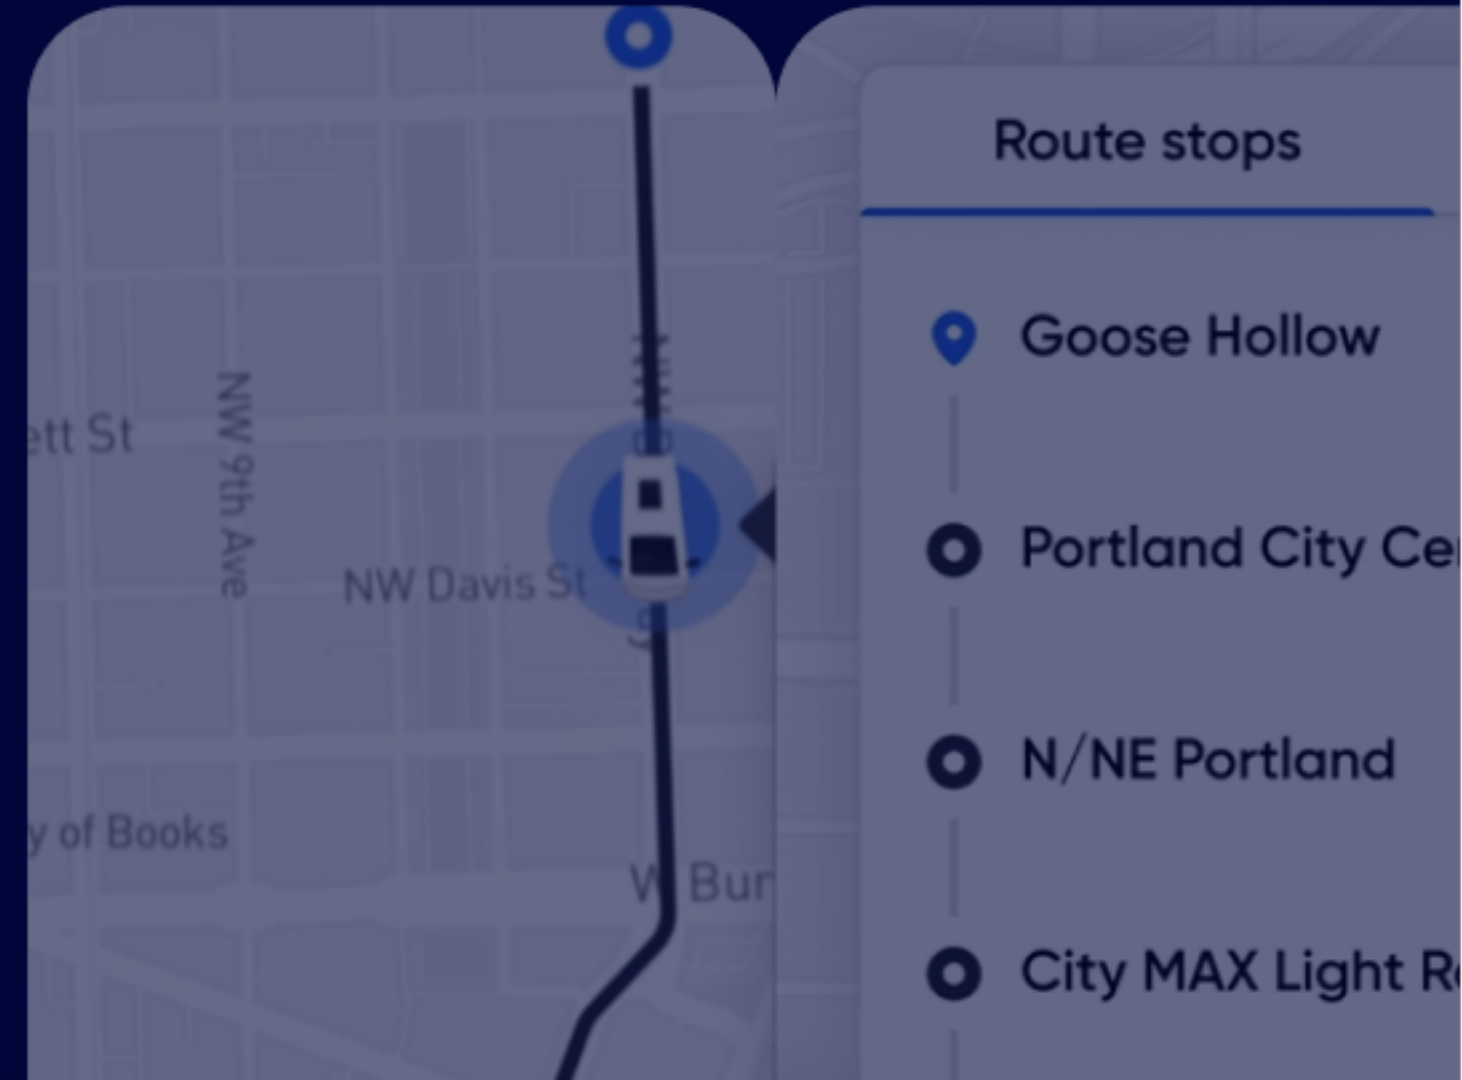 Route stops
Goose Hollow
Portland City Ce
N/NE Portland
City MAX Light R
ett St
NW 9th Ave
NW Davis St
y of Books
W Bur